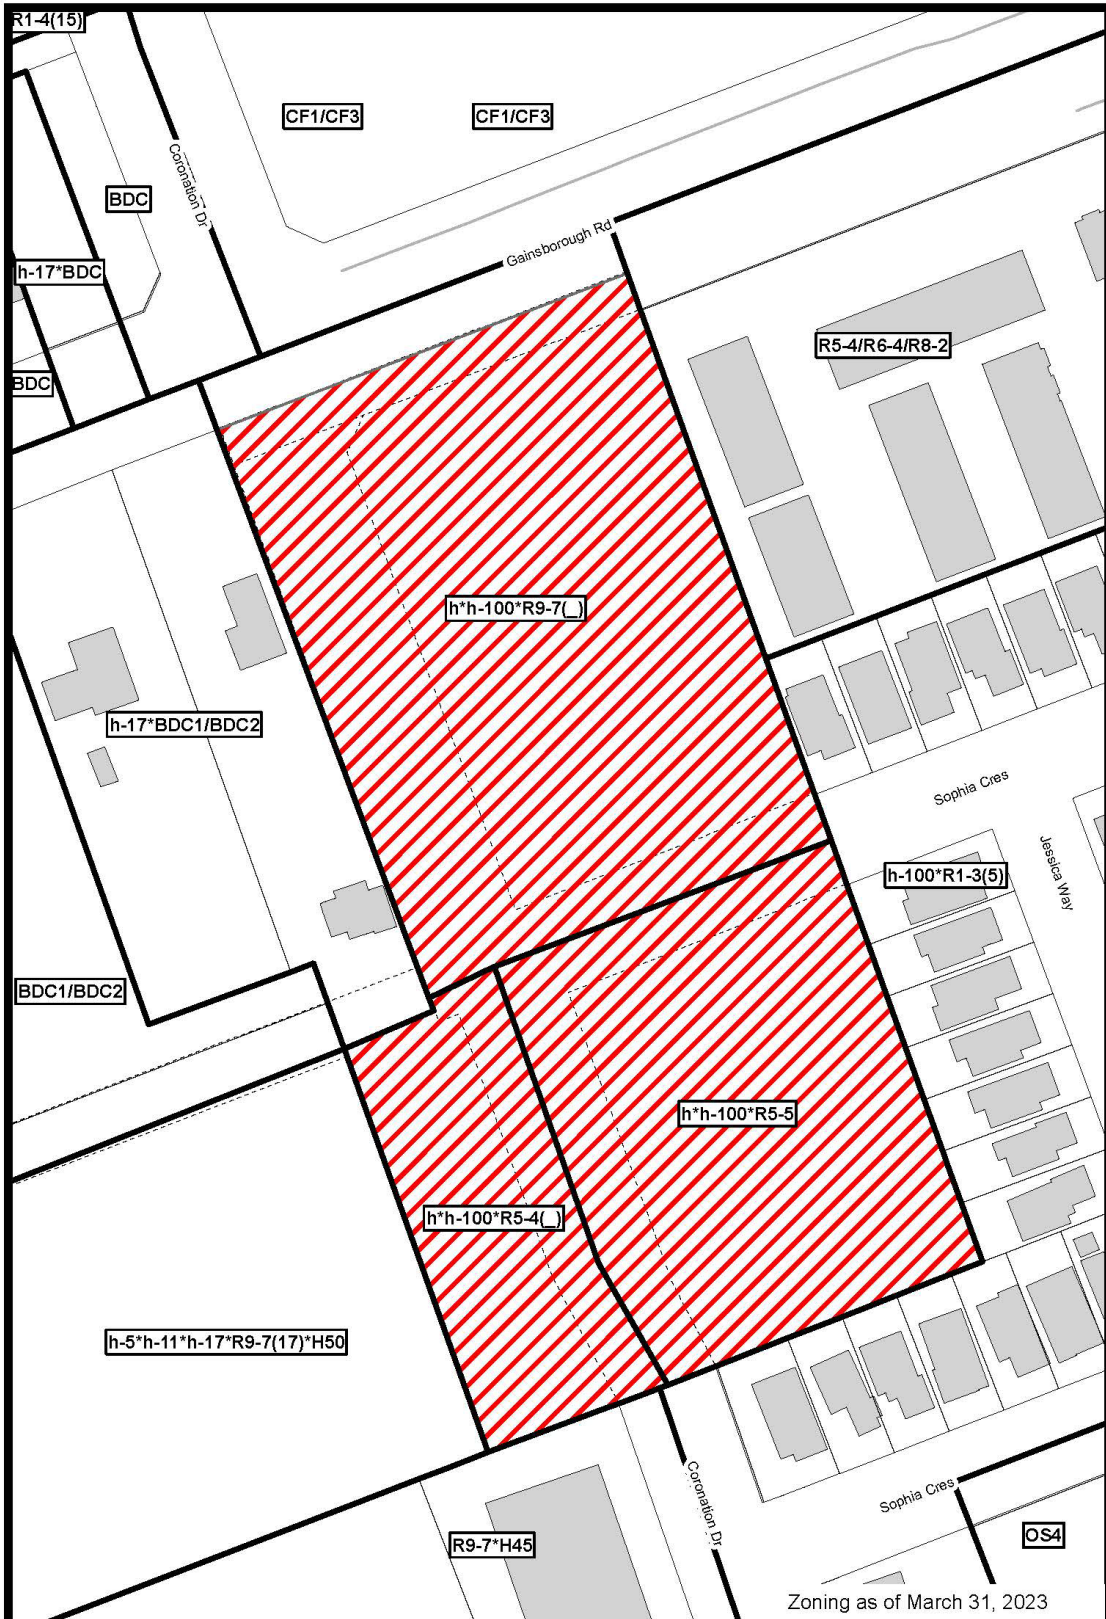 R1-4(15)
CF1/CF3
CF1/CF3
Coronation Dr
BDC
Gainsborough Rd
h-17*BDC
R5-4/R6-4/R8-2
BDC
h*h-100*R9-7(_)
h-17*BDC1/BDC2
Sophia Cres
Jessica Way
h-100*R1-3(5)
BDC1/BDC2
h*h-100*R5-5
h*h-100*R5-4(_)
h-5*h-11*h-17*R9-7(17)*H50
Coronation Dr
Sophia Cres
R9-7*H45
OS4
Zoning as of March 31, 2023